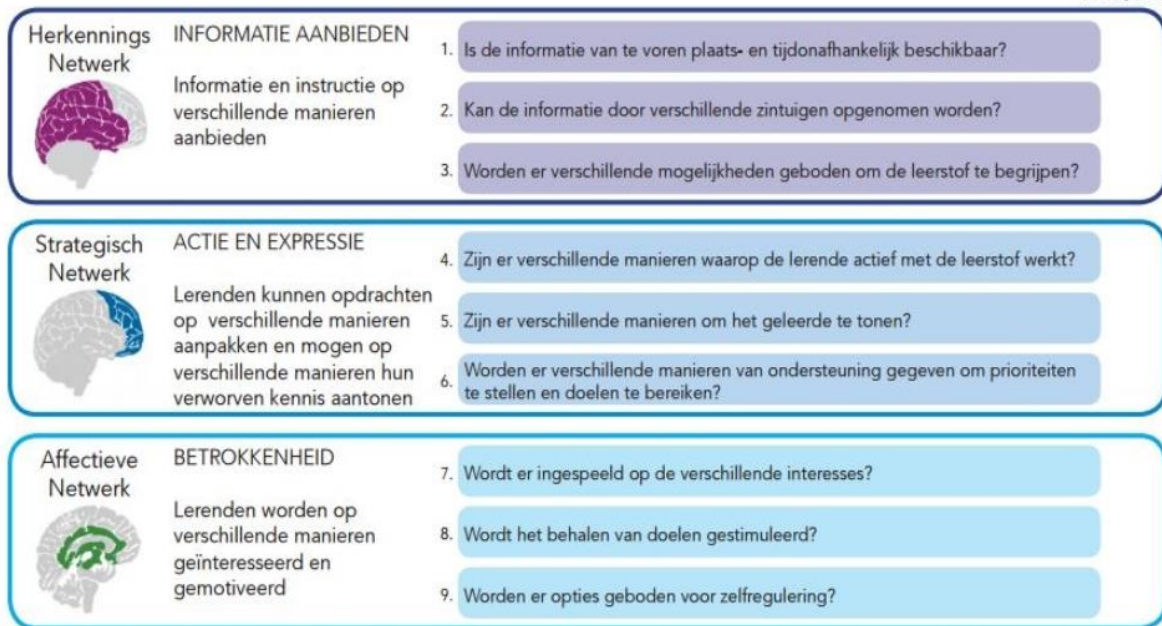 Herkennings
Netwerk
INFORMATIE AANBIEDEN
Informatie en instructie op
verschillende manieren
aanbieden
1. Is de informatie van te voren plaats- en tijdonafhankelijk beschikbaar?
2. Kan de informatie door verschillende zintuigen opgenomen worden?
3. Worden er verschillende mogelijkheden geboden om de leerstof te begrijpen?
Strategisch
Netwerk
ACTIE EN EXPRESSIE
Lerenden kunnen opdrachten
op verschillende manieren
aanpakken en mogen op
verschillende manieren hun
verworven kennis aantonen
4. Zijn er verschillende manieren waarop de lerende actief met de leerstof werkt?
5. Zijn er verschillende manieren om het geleerde te tonen?
6. Worden er verschillende manieren van ondersteuning gegeven om prioriteiten
te stellen en doelen te bereiken?
Affectieve
Netwerk
BETROKKENHEID
Lerenden worden op
verschillende manieren
geïnteresseerd en
gemotiveerd
7. Wordt er ingespeeld op de verschillende interesses?
8. Wordt het behalen van doelen gestimuleerd?
9. Worden er opties geboden voor zelfregulering?